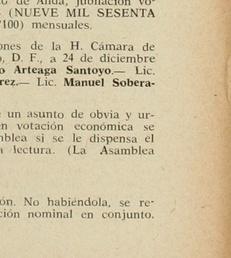 de Anda, jubilación vo-
(NUEVE MIL SESENTA
/100) mensuales.
ones de la H. Cámara de
o, D. F., a 24 de diciembre
o Arteaga Santoyo.— Lic.
rez.— Lic. Manuel Sobera-
e un asunto de obvia y ur-
en votación económica se
mblea si se le dispensa el
a lectura. (La Asamblea
ón. No habiéndola, se re-
ción nominal en conjunto.